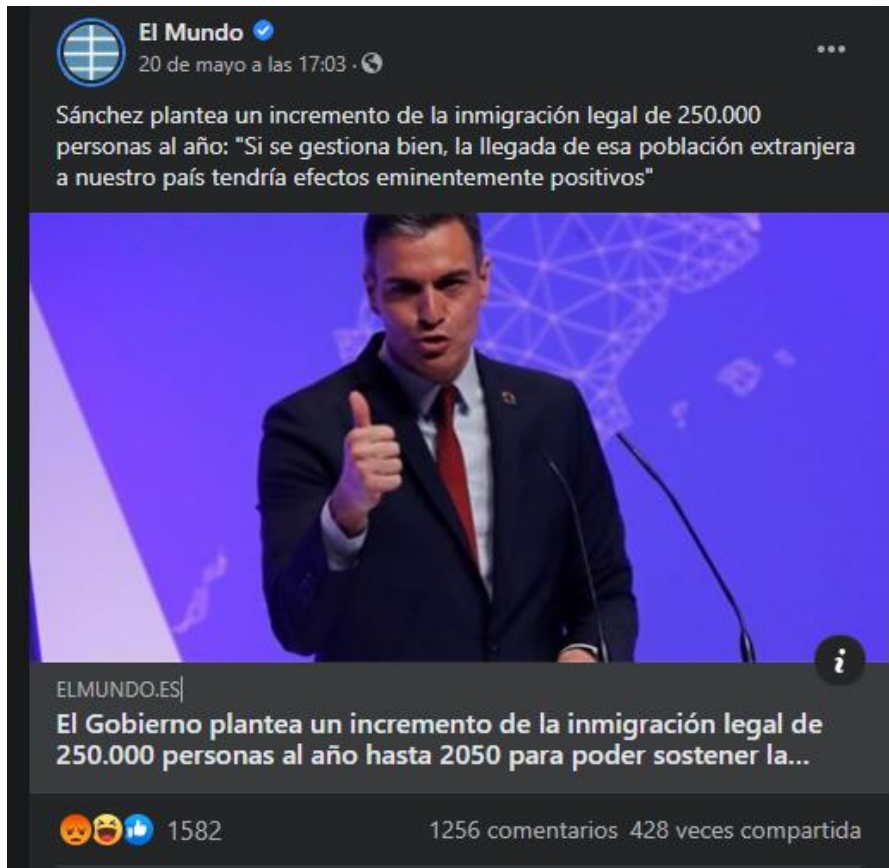 El Mundo
20 de mayo a las 17:03 ·
Sánchez plantea un incremento de la inmigración legal de 250.000
personas al año: "Si se gestiona bien, la llegada de esa población extranjera
a nuestro país tendría efectos eminentemente positivos"
ELMUNDO.ES
El Gobierno plantea un incremento de la inmigración legal de
250.000 personas al año hasta 2050 para poder sostener la...
1582 1256 comentarios 428 veces compartida